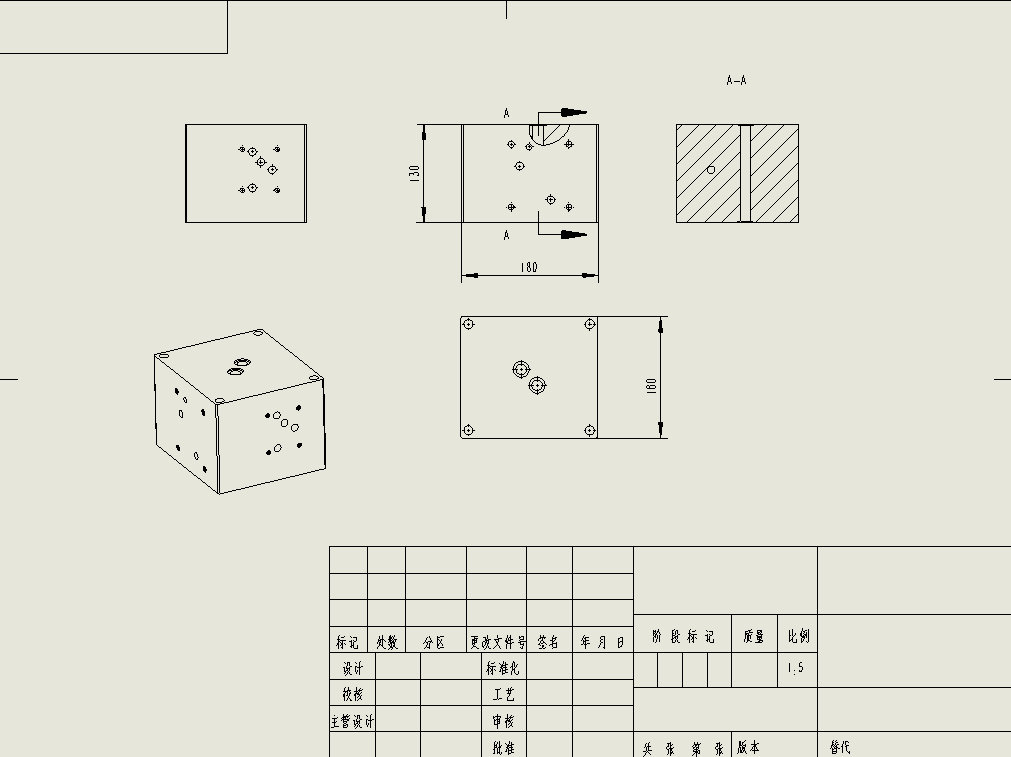 A-A
A
130
A
180
160
标记 处数 分区 更改文件号 签名 年 月 日
阶 段 标 记 质量 比例
设计 标准化
1:5
校核 工艺
主管设计 审核
批准
共 张 第 张 版本 替代